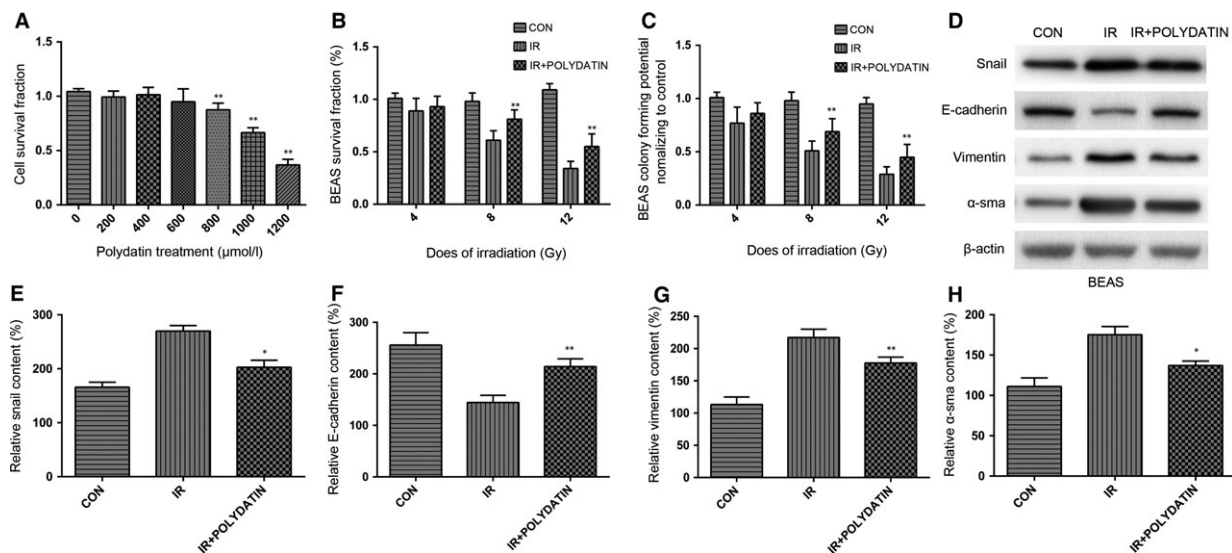 A
Cell survival fraction
1.5
1.0
0.5
0.0
**
**
**
0
200
400
600
800
1000
1200
Polydatin treatment (µmol/l)
B
BEAS survival fraction (%)
1.5
1.0
0.5
0.0
CON
IR
IR+POLYDATIN
**
**
4
8
12
Does of irradiation (Gy)
C
BEAS colony forming potential
nomalizing to control
1.5
1.0
0.5
0.0
CON
IR
IR+POLYDATIN
**
**
4
8
12
Does of irradiation (Gy)
D
CON IR IR+POLYDATIN
Snail
E-cadherin
Vimentin
α-sma
β-actin
BEAS
E
Relative snail content (%)
300
200
100
0
*
CON
IR
IR+POLYDATIN
F
Relative E-cadherin content (%)
300
200
100
0
**
CON
IR
IR+POLYDATIN
G
Relative vimentin content (%)
250
200
150
100
50
0
**
CON
IR
IR+POLYDATIN
H
Relative α-sma content (%)
200
150
100
50
0
*
CON
IR
IR+POLYDATIN